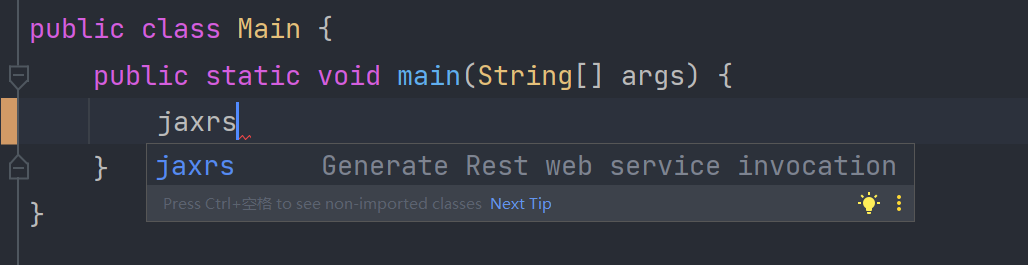 public class Main {
public static void main(String[] args) {
jaxrs
jaxrs Generate Rest web service invocation
}
Press Ctrl+空格 to see non-imported classes Next Tip
}